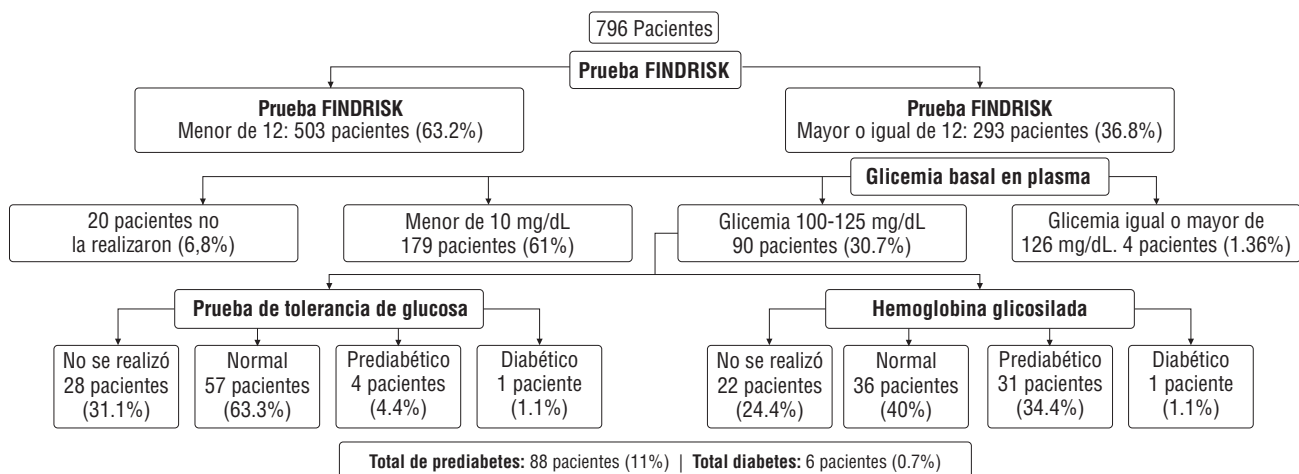 796 Pacientes
Prueba FINDRISK
Prueba FINDRISK
Menor de 12: 503 pacientes (63.2%)
Prueba FINDRISK
Mayor o igual de 12: 293 pacientes (36.8%)
Glicemia basal en plasma
20 pacientes no
la realizaron (6,8%)
Menor de 10 mg/dL
179 pacientes (61%)
Glicemia 100-125 mg/dL
90 pacientes (30.7%)
Glicemia igual o mayor de
126 mg/dL. 4 pacientes (1.36%)
Prueba de tolerancia de glucosa
Hemoglobina glicosilada
No se realizó
28 pacientes
(31.1%)
Normal
57 pacientes
(63.3%)
Prediabético
4 pacientes
(4.4%)
Diabético
1 paciente
(1.1%)
No se realizó
22 pacientes
(24.4%)
Normal
36 pacientes
(40%)
Prediabético
31 pacientes
(34.4%)
Diabético
1 paciente
(1.1%)
Total de prediabetes: 88 pacientes (11%) | Total diabetes: 6 pacientes (0.7%)